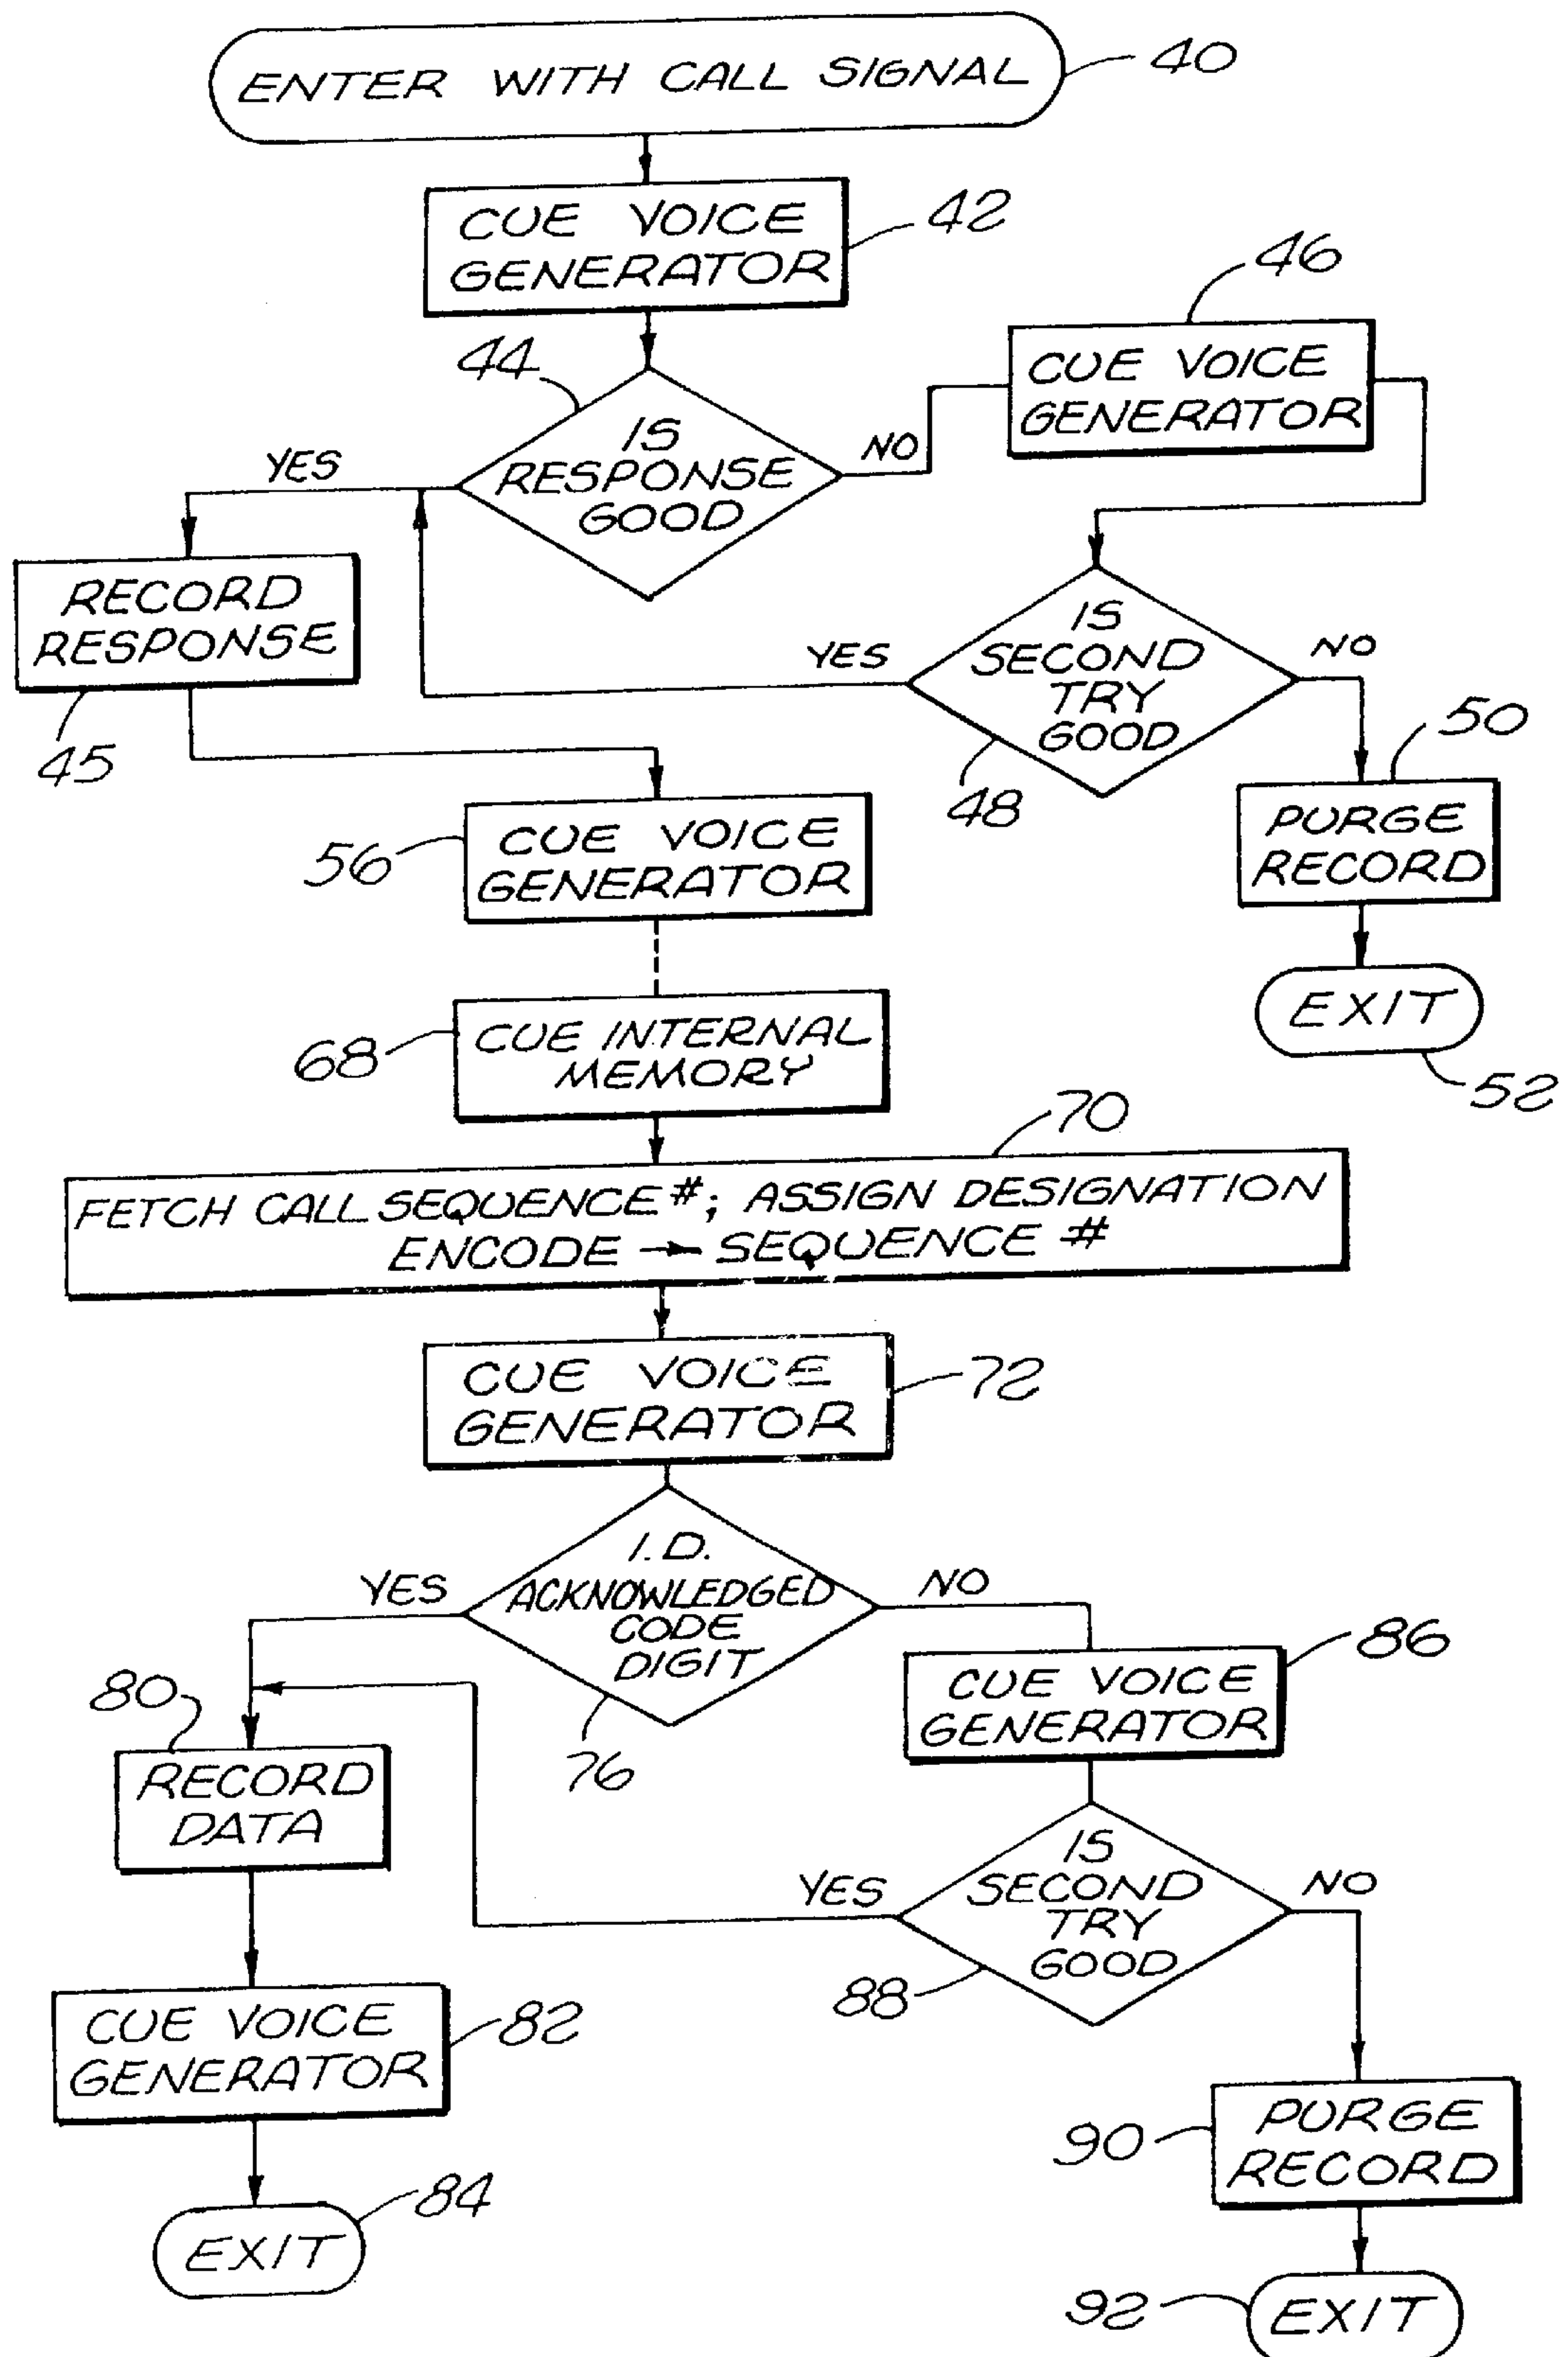 ENTER WITH CALL SIGNAL
40
CUE VOICE
GENERATOR
42
46
CUE VOICE
GENERATOR
44
IS
RESPONSE
GOOD
YES
NO
RECORD
RESPONSE
45
IS
SECOND
TRY
GOOD
YES
NO
48
50
PURGE
RECORD
EXIT
52
56
CUE VOICE
GENERATOR
68
CUE INTERNAL
MEMORY
70
FETCH CALL SEQUENCE #; ASSIGN DESIGNATION
ENCODE → SEQUENCE #
CUE VOICE
GENERATOR
72
I.D.
ACKNOWLEDGED
CODE
DIGIT
YES
NO
76
86
CUE VOICE
GENERATOR
80
RECORD
DATA
IS
SECOND
TRY
GOOD
YES
NO
88
CUE VOICE
GENERATOR
82
EXIT
84
90
PURGE
RECORD
92
EXIT